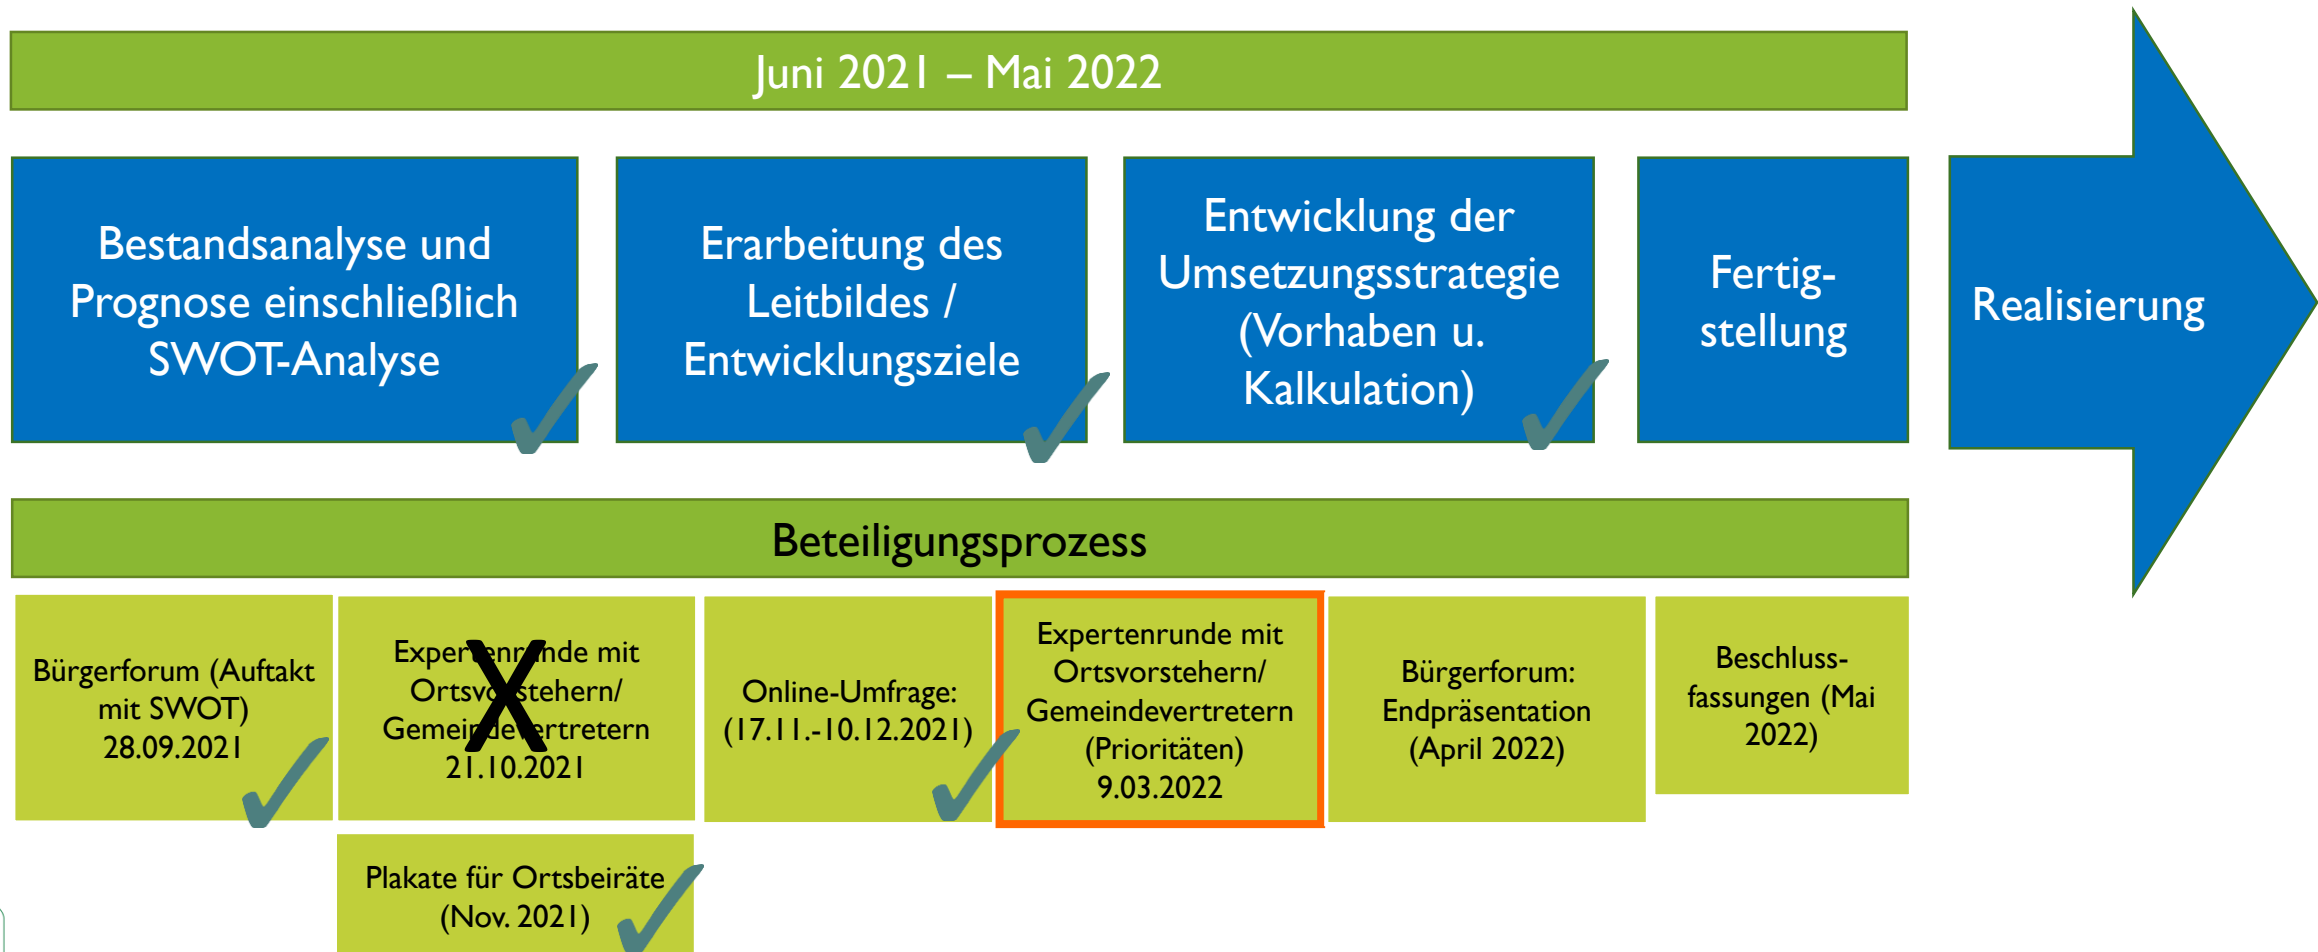 Juni 2021 – Mai 2022
Bestandsanalyse und
Prognose einschließlich
SWOT-Analyse
Erarbeitung des
Leitbildes /
Entwicklungsziele
Entwicklung der
Umsetzungsstrategie
(Vorhaben u.
Kalkulation)
Fertig-
stellung
Realisierung
Beteiligungsprozess
Bürgerforum (Auftakt
mit SWOT)
28.09.2021
Expertenrunde mit
Ortsvorstehern/
Gemeindevertretern
21.10.2021
X
Plakate für Ortsbeiräte
(Nov. 2021)
Online-Umfrage:
(17.11.-10.12.2021)
Expertenrunde mit
Ortsvorstehern/
Gemeindevertretern
(Prioritäten)
9.03.2022
Bürgerforum:
Endpräsentation
(April 2022)
Beschluss-
fassungen (Mai
2022)